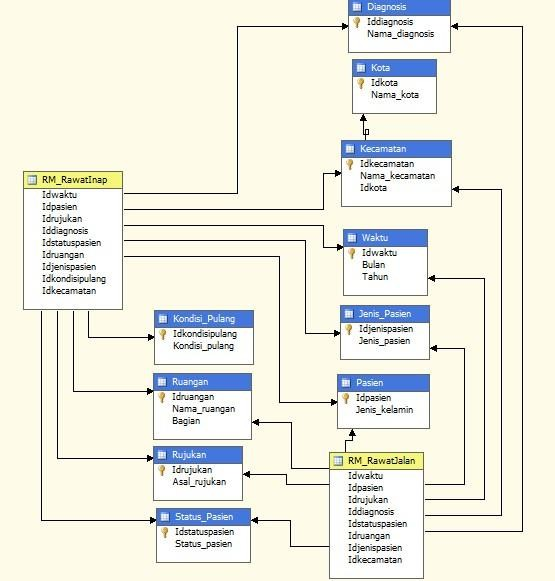 Diagnosis
Iddiagnosis
Nama_diagnosis
Kota
Idkota
Nama_kota
Kecamatan
Idkecamatan
Nama_kecamatan
Idkota
RM_RawatInap
Idwaktu
Idpasien
Idrujukan
Iddiagnosis
Idstatuspasien
Idruangan
Idjenispasien
Idkondisipulang
Idkecamatan
Waktu
Idwaktu
Bulan
Tahun
Jenis_Pasien
Idjenispasien
Jenis_pasien
Kondisi_Pulang
Idkondisipulang
Kondisi_pulang
Ruangan
Idruangan
Nama_ruangan
Bagian
Pasien
Idpasien
Jenis_kelamin
Rujukan
Idrujukan
Asal_rujukan
RM_RawatJalan
Idwaktu
Idpasien
Idrujukan
Iddiagnosis
Idstatuspasien
Idruangan
Idjenispasien
Idkecamatan
Status_Pasien
Idstatuspasien
Status_pasien